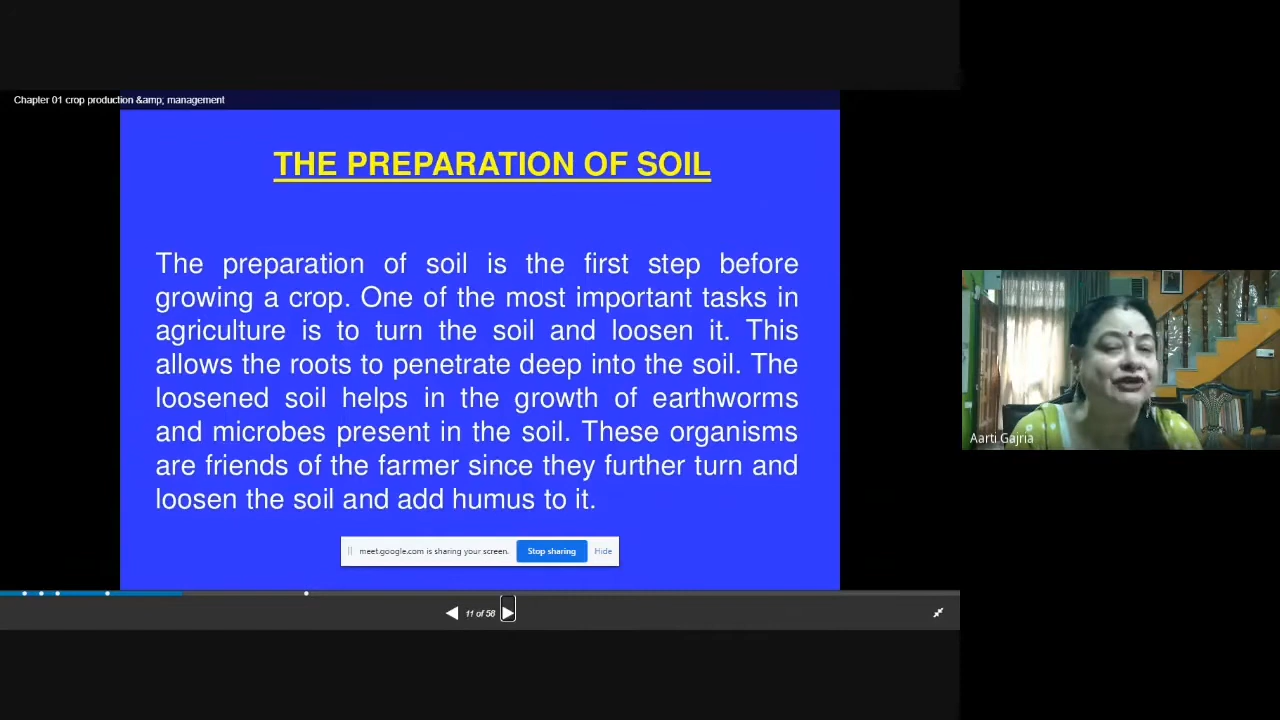 Chapter 01 crop production &amp; management
THE PREPARATION OF SOIL
The preparation of soil is the first step before
growing a crop. One of the most important tasks in
agriculture is to turn the soil and loosen it. This
allows the roots to penetrate deep into the soil. The
loosened soil helps in the growth of earthworms
and microbes present in the soil. These organisms
are friends of the farmer since they further turn and
loosen the soil and add humus to it.
meet.google.com is sharing your screen. Stop sharing Hide
11 of 58
Aarti Gajria